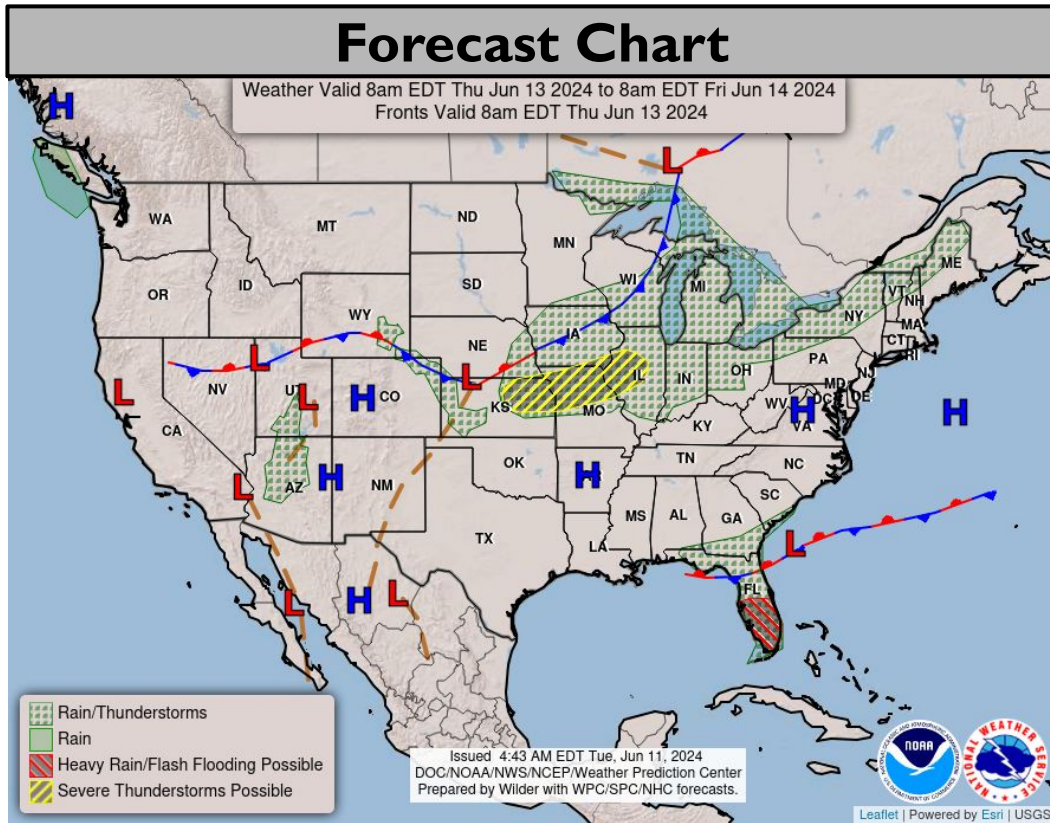 Forecast Chart
Weather Valid 8am EDT Thu Jun 13 2024 to 8am EDT Fri Jun 14 2024
Fronts Valid 8am EDT Thu Jun 13 2024
H
L
WA
MT
ND
MN
ME
OR
ID
SD
WI
MI
VT
NH
WY
NY
MA
NE
IA
CT
RI
L
PA
OH
NJ
L
NV
UT
L
H
CO
L
KS
IL
IN
MD
DE
DC
WV
H
VA
H
CA
MO
KY
L
AZ
H
NM
OK
H
TN
NC
SC
TX
MS
AL
GA
LA
L
L
H
L
FL
Rain/Thunderstorms
Rain
Heavy Rain/Flash Flooding Possible
Severe Thunderstorms Possible
Issued 4:43 AM EDT Tue, Jun 11, 2024
DOC/NOAA/NWS/NCEP/Weather Prediction Center
Prepared by Wilder with WPC/SPC/NHC forecasts.
NOAA
NATIONAL WEATHER SERVICE
Leaflet | Powered by Esri | USGS